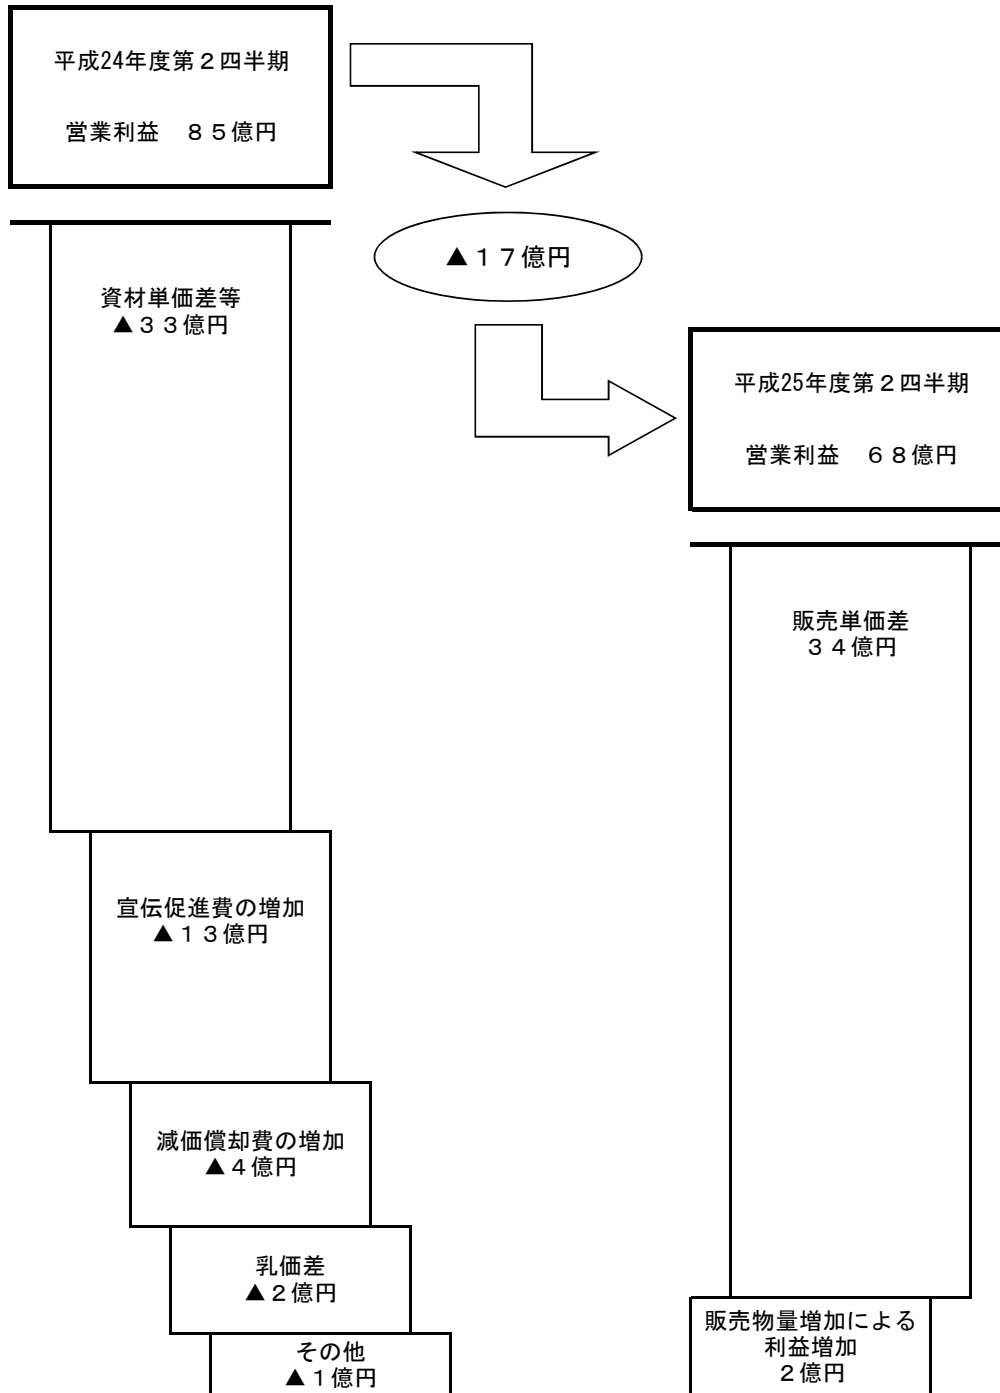 平成24年度第２四半期
営業利益　８５億円
▲１７億円
資材単価差等
▲３３億円
平成25年度第２四半期
営業利益　６８億円
販売単価差
３４億円
宣伝促進費の増加
▲１３億円
減価償却費の増加
▲４億円
乳価差
▲２億円
その他
▲１億円
販売物量増加による
利益増加
２億円